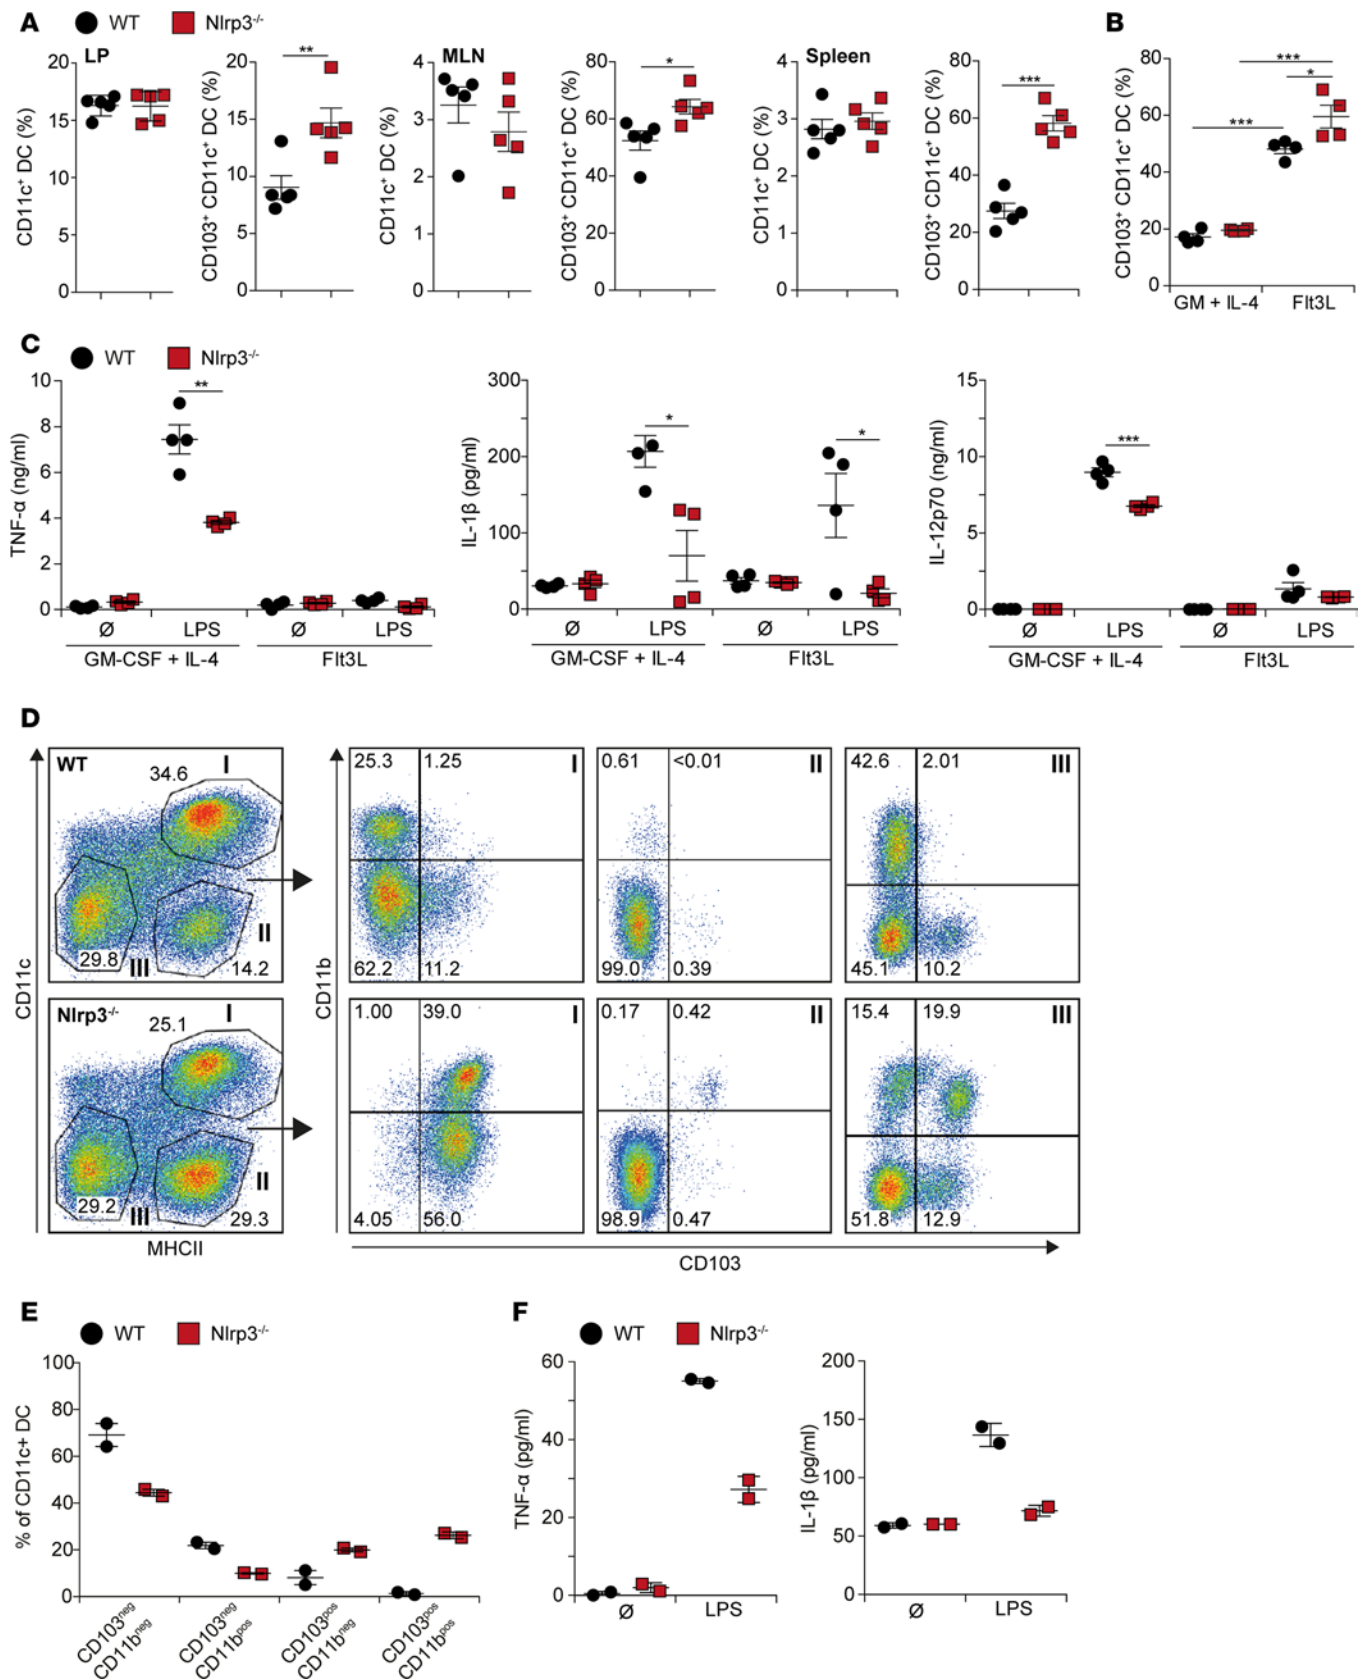 A
WT
Nlrp3-/-
B
LP
MLN
Spleen
CD11c+ DC (%)
20
15
10
5
0
**
CD103+ CD11c+ DC (%)
20
15
10
5
0
CD11c+ DC (%)
4
3
2
1
0
*
CD103+ CD11c+ DC (%)
80
60
40
20
0
CD11c+ DC (%)
4
3
2
1
0
***
CD103+ CD11c+ DC (%)
80
60
40
20
0
***
*
***
CD103+ CD11c+ DC (%)
80
60
40
20
0
GM + IL-4
Flt3L
C
WT
Nlrp3-/-
TNF-α (ng/ml)
10
8
6
4
2
0
**
Ø
LPS
Ø
LPS
GM-CSF + IL-4
Flt3L
IL-1β (pg/ml)
300
200
100
0
*
*
Ø
LPS
Ø
LPS
GM-CSF + IL-4
Flt3L
IL-12p70 (ng/ml)
15
10
5
0
***
Ø
LPS
Ø
LPS
GM-CSF + IL-4
Flt3L
D
WT
I
34.6
II
14.2
III
29.8
25.3
1.25
I
62.2
11.2
0.61
<0.01
II
99.0
0.39
42.6
2.01
III
45.1
10.2
CD11c
CD11b
Nlrp3-/-
I
25.1
II
29.3
III
29.2
1.00
39.0
I
4.05
56.0
0.17
0.42
II
98.9
0.47
15.4
19.9
III
51.8
12.9
MHCII
CD103
E
WT
Nlrp3-/-
% of CD11c+ DC
100
80
60
40
20
0
CD103neg
CD11bneg
CD103neg
CD11bpos
CD103pos
CD11bneg
CD103pos
CD11bpos
F
WT
Nlrp3-/-
TNF-α (pg/ml)
60
40
20
0
Ø
LPS
IL-1β (pg/ml)
200
150
100
50
0
Ø
LPS